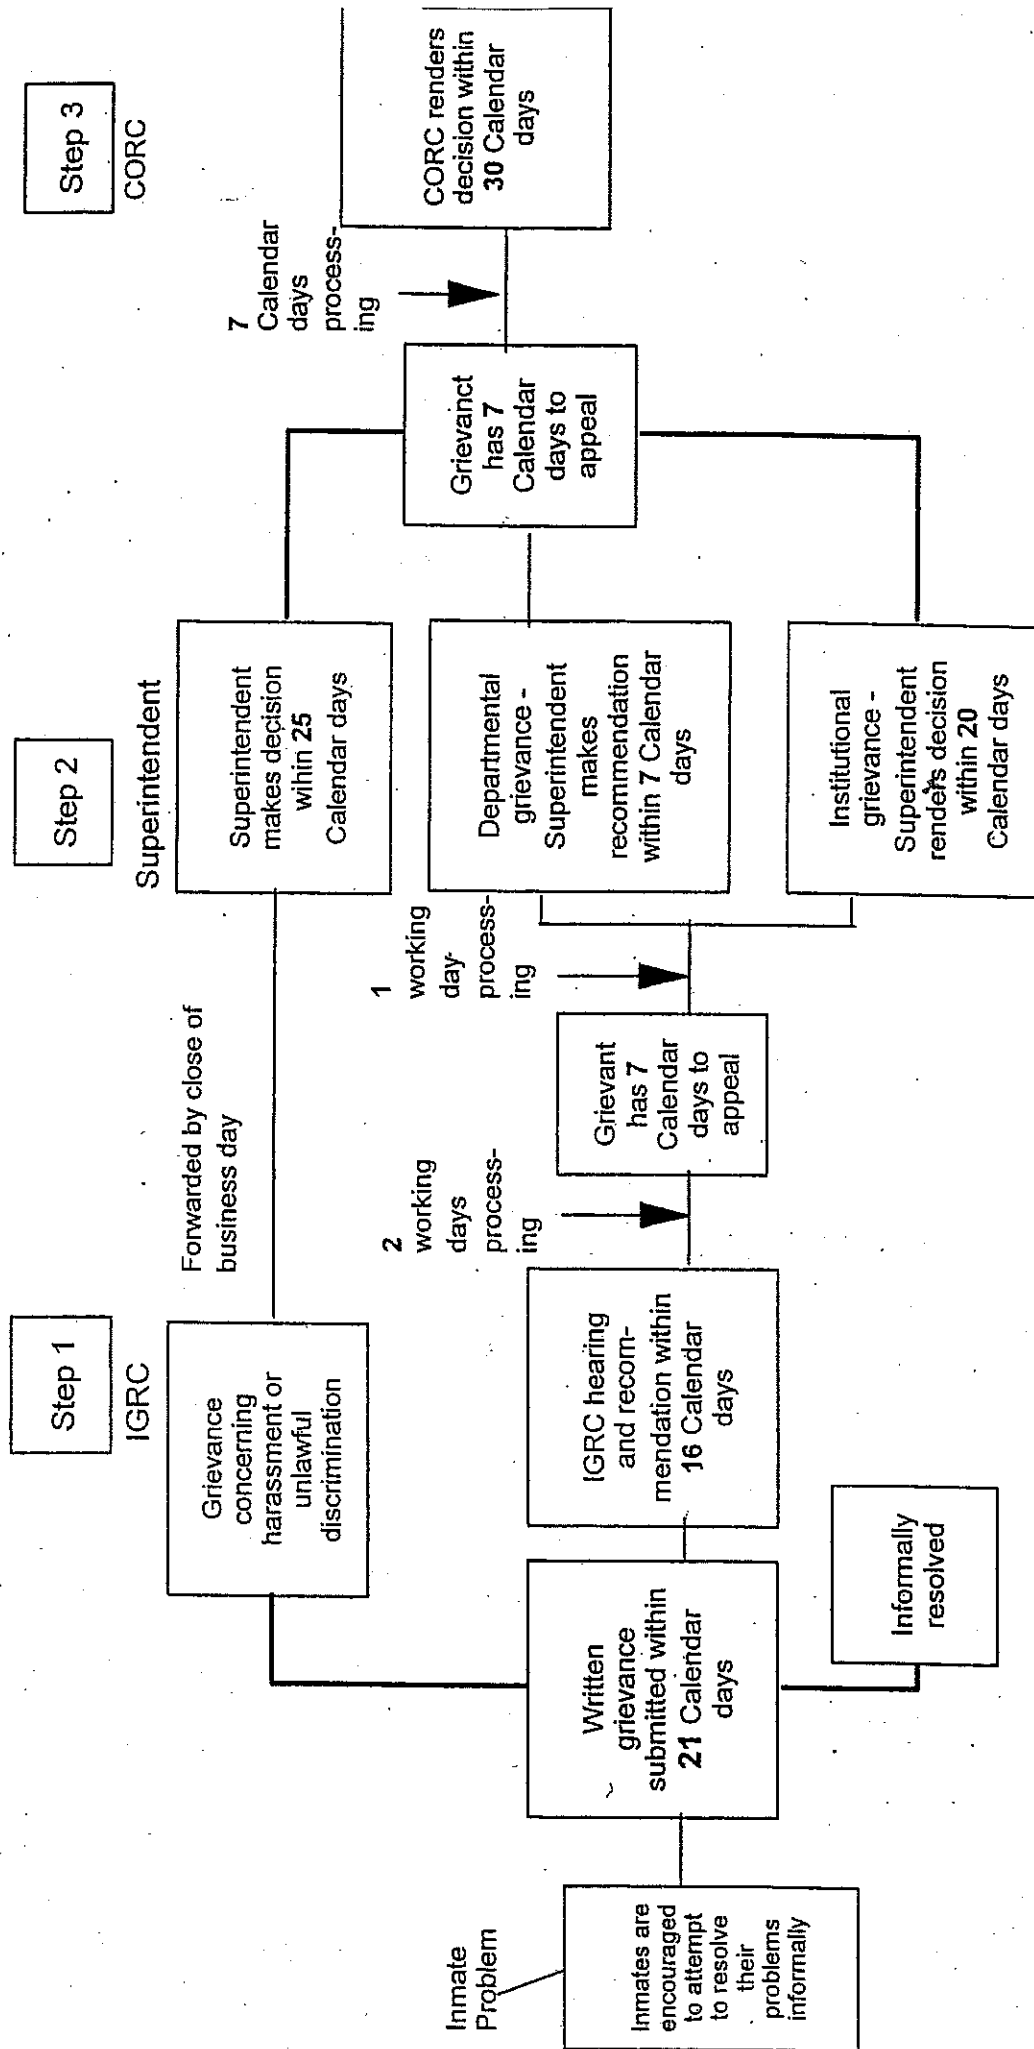 Step 1
IGRC
Step 2
Superintendent
Step 3
CORC
Inmate
Problem
Inmates are
encouraged
to attempt
to resolve
their
problems
informally
Written
grievance
submitted within
21 Calendar
days
Informally
resolved
Grievance
concerning
harassment or
unlawful
discrimination
Forwarded by close of
business day
IGRC hearing
and recom-
mendation within
16 Calendar
days
2
working
days
process-
ing
Grievant
has 7
Calendar
days to
appeal
1
working
day
process-
ing
Superintendent
makes decision
wihin 25
Calendar days
Departmental
grievance -
Superintendent
makes
recommendation
within 7 Calendar
days
Institutional
grievance -
Superintendent
renders decision
within 20
Calendar days
Grievanct
has 7
Calendar
days to
appeal
7
Calendar
days
process-
ing
CORC renders
decision within
30 Calendar
days